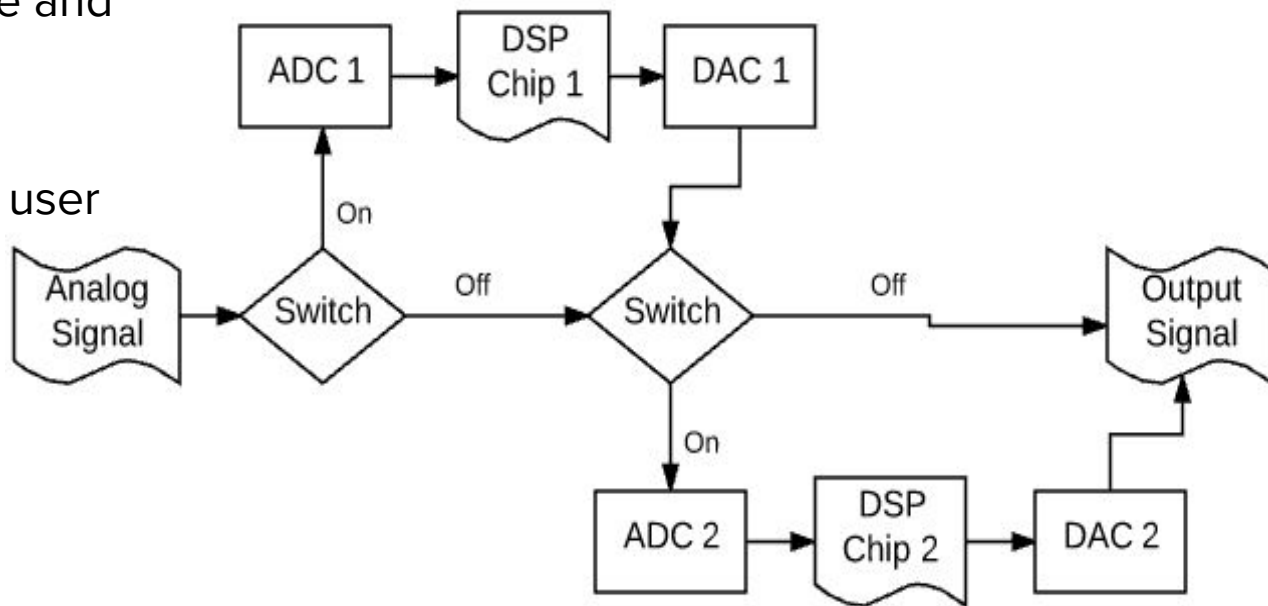 e and
DSP
Chip 1
ADC 1
DAC 1
user
On
Analog
Signal
Switch
Off
Switch
Off
Output
Signal
On
ADC 2
DSP
Chip 2
DAC 2